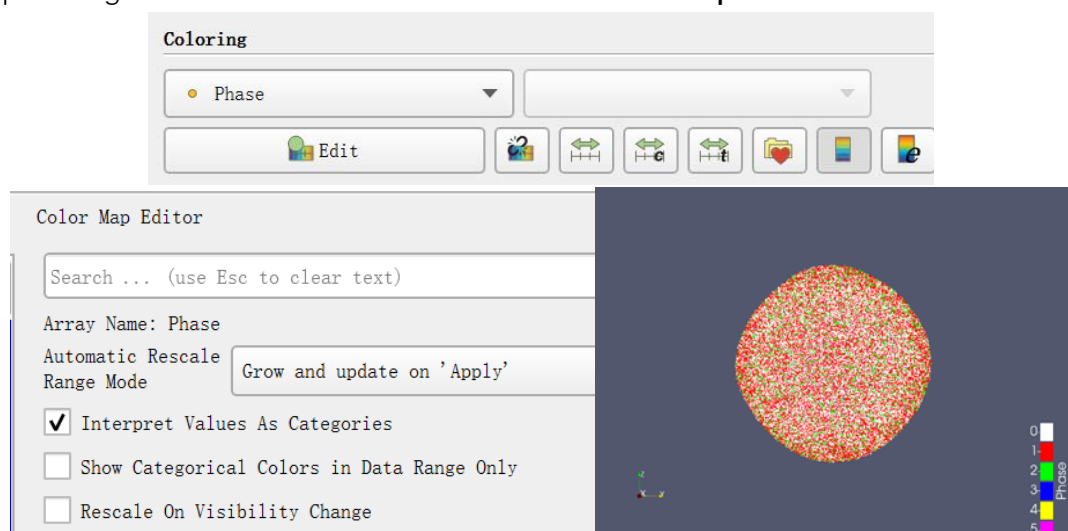 Coloring
Phase
Edit
Color Map Editor
Search ... (use Esc to clear text)
Array Name: Phase
Automatic Rescale
Range Mode
Grow and update on 'Apply'
Interpret Values As Categories
Show Categorical Colors in Data Range Only
Rescale On Visibility Change
0
1
2
3
4
5
Phase